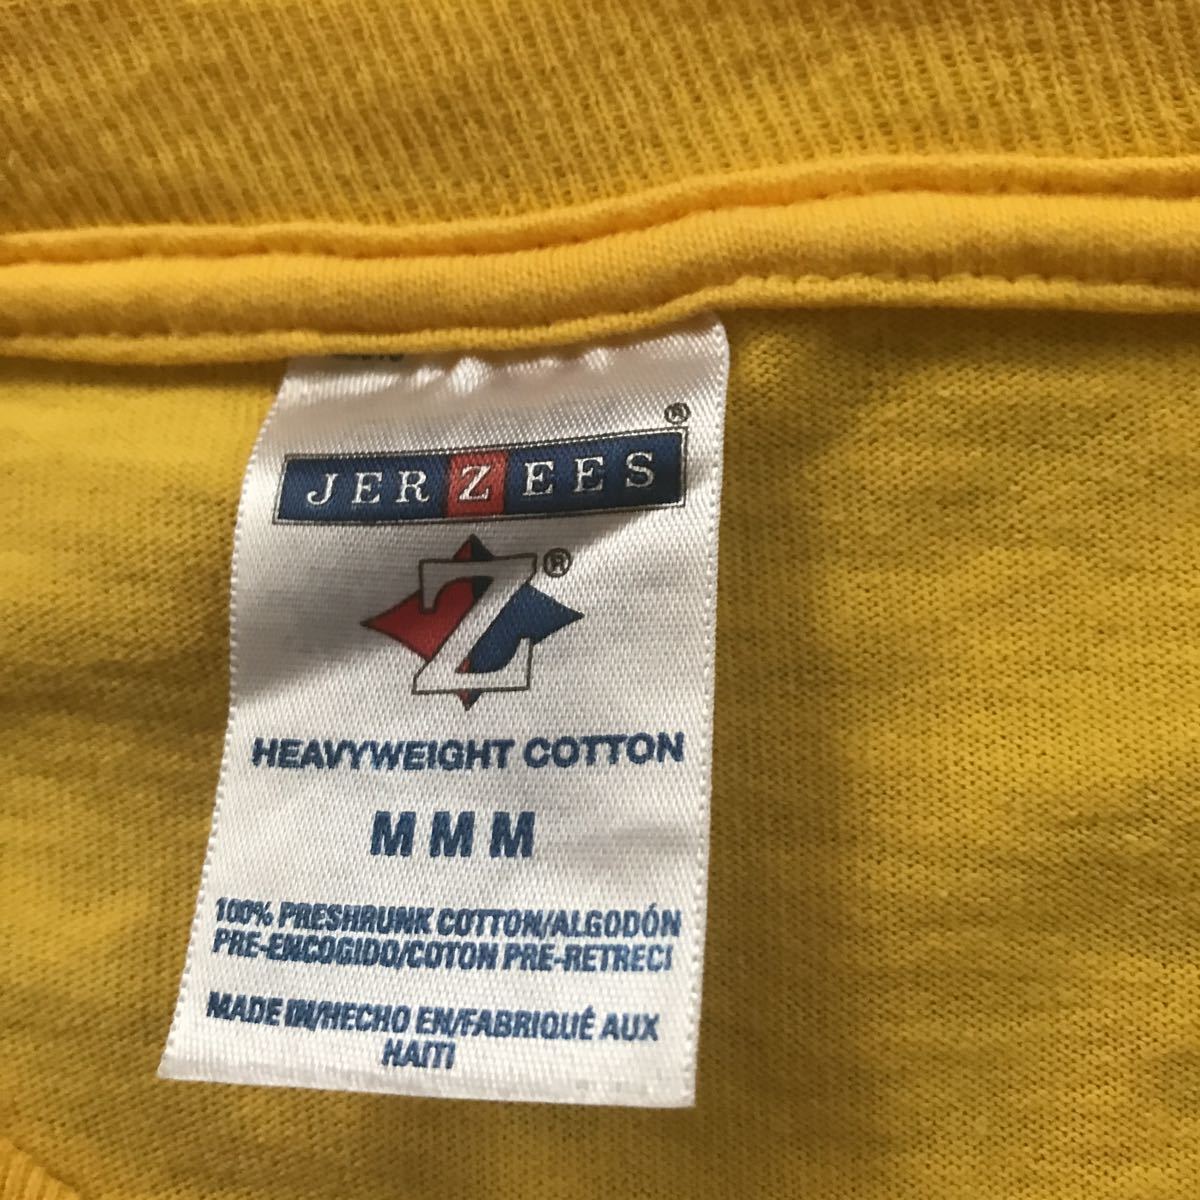 ®
JERZEES
Z®
HEAVYWEIGHT COTTON
M M M
100% PRESHRUNK COTTON/ALGODÓN
PRE-ENCOGIDO/COTON PRE-RETRECI
MADE IN/HECHO EN/FABRIQUÉ AUX
HAITI